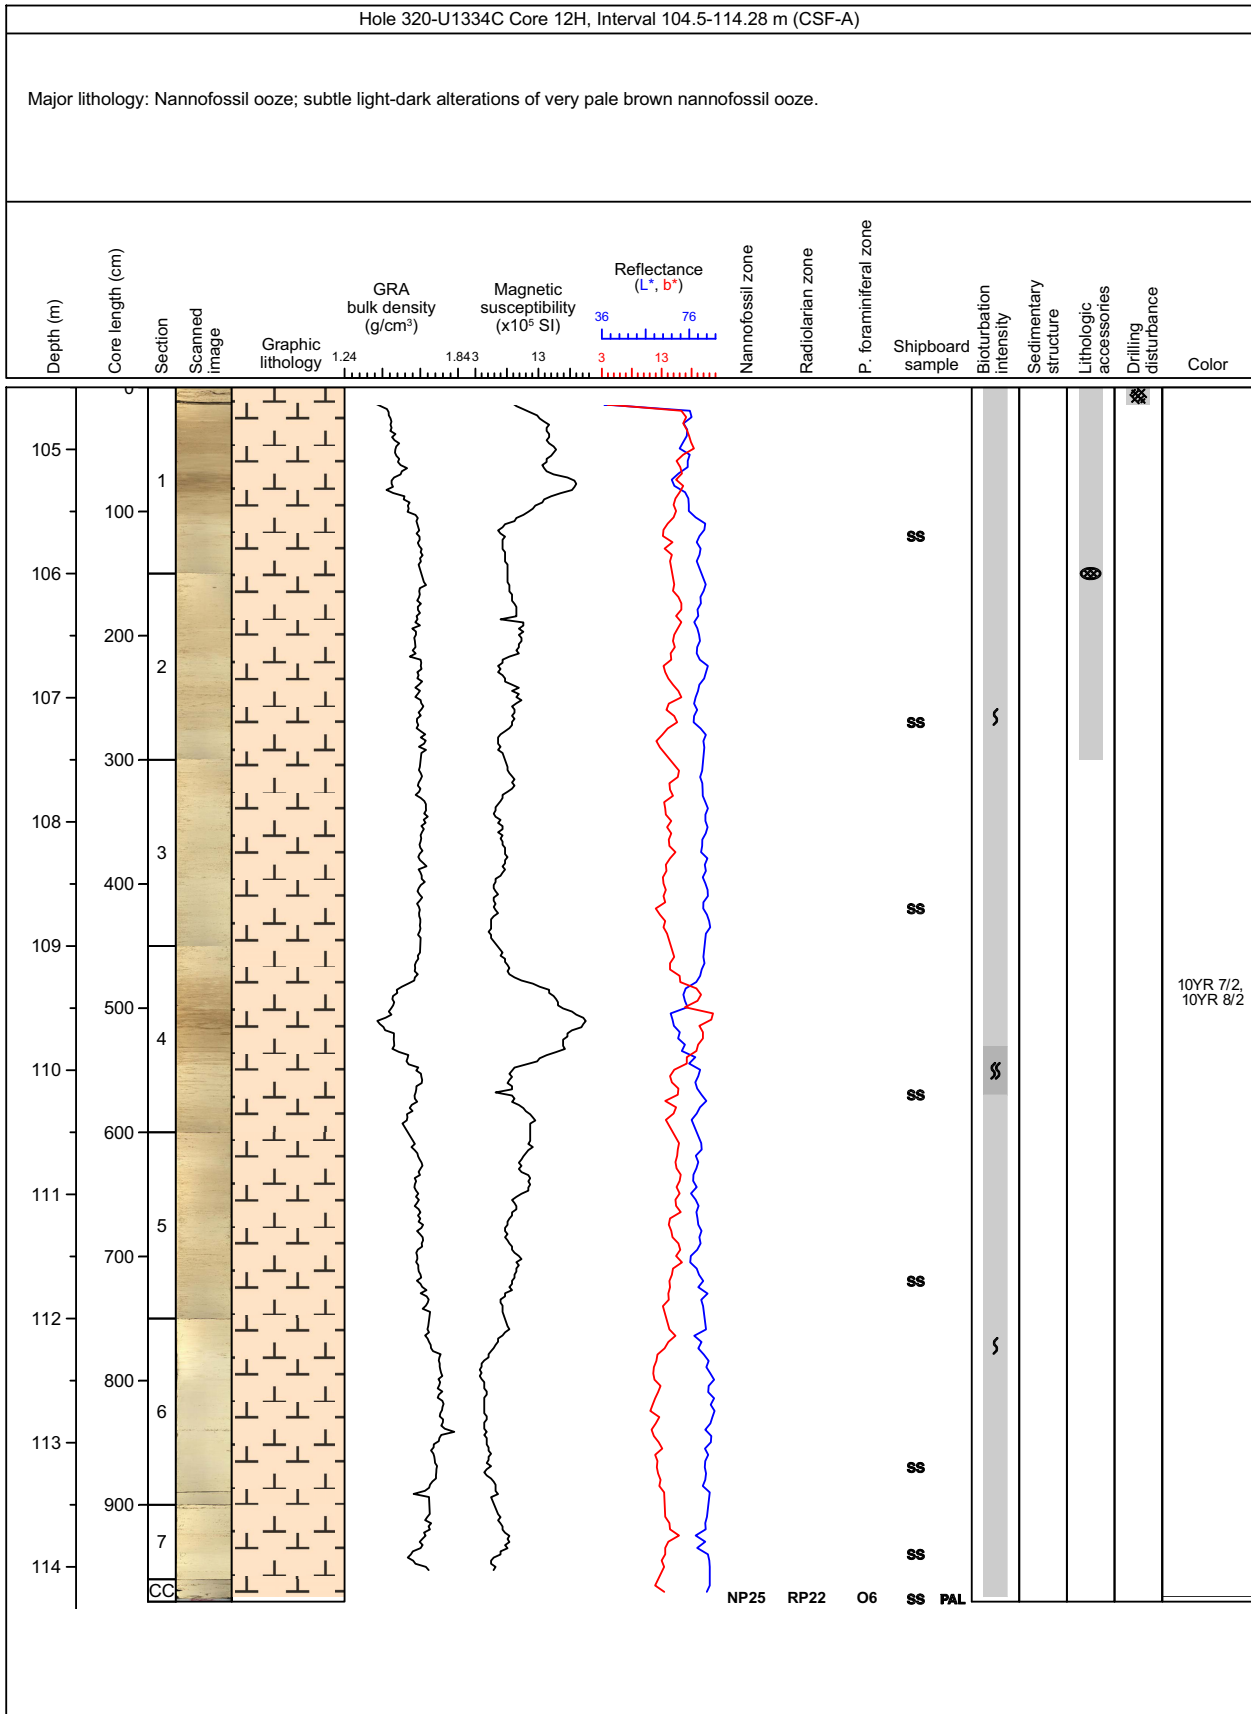 Hole 320-U1334C Core 12H, Interval 104.5-114.28 m (CSF-A)
Major lithology: Nannofossil ooze; subtle light-dark alterations of very pale brown nannofossil ooze.
Depth (m)
Core length (cm)
Section
Scanned
image
Graphic
lithology
GRA
bulk density
(g/cm³)
1.24
1.843
Magnetic
susceptibility
(x10⁵ SI)
3
13
Reflectance
(L*, b*)
36
76
3
13
Nannofossil zone
Radiolarian zone
P. foraminiferal zone
Shipboard
sample
Bioturbation
intensity
Sedimentary
structure
Lithologic
accessories
Drilling
disturbance
Color
0
105
1
100
SS
106
200
2
107
SS
300
108
3
400
SS
109
500
10YR 7/2,
10YR 8/2
4
110
SS
600
111
5
700
SS
112
800
6
113
SS
900
7
SS
114
CC
NP25
RP22
O6
SS
PAL